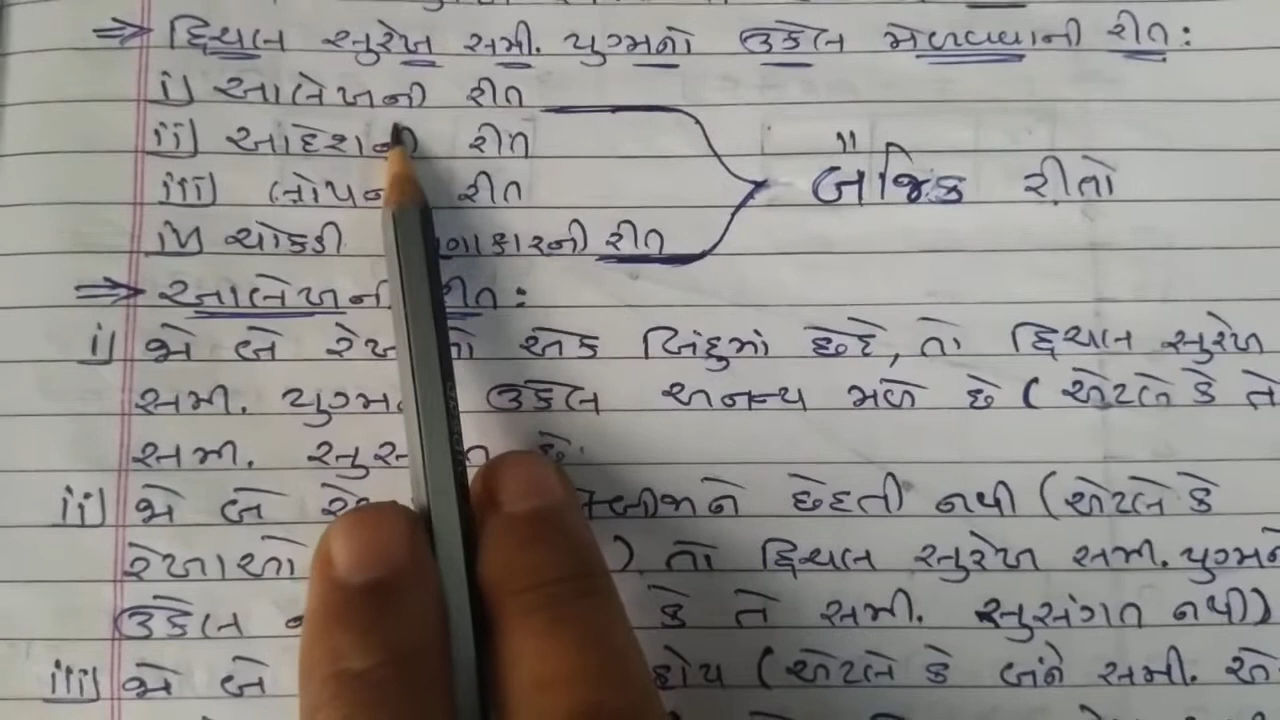 ⇒ દ્વિચલ સુરેખ સમી. યુગ્મનો ઉકેલ મેળવવાની રીત :
i) આલેખની રીત
ii) આદેશની રીત
iii) લોપન રીત
iv) ચોકડી ગુણાકારની રીત
બૈજિક રીતો
⇒ આલેખની રીત :
i) જો બે રેખાઓ એક બિંદુમાં છેદે, તો દ્વિચલ સુરેખ
સમી. યુગ્મનો ઉકેલ અનન્ય મળે છે ( એટલે કે તે
સમી. છે.
ii) જો બે છેદતી નથી ( એટલે કે
રેખાઓ ) તો દ્વિચલ સુરેખ સમી. યુગ્મને
ઉકેલ કે તે સમી. સુસંગત નથી)
iii) જો બે હોય ( એટલે કે બંને સમી.